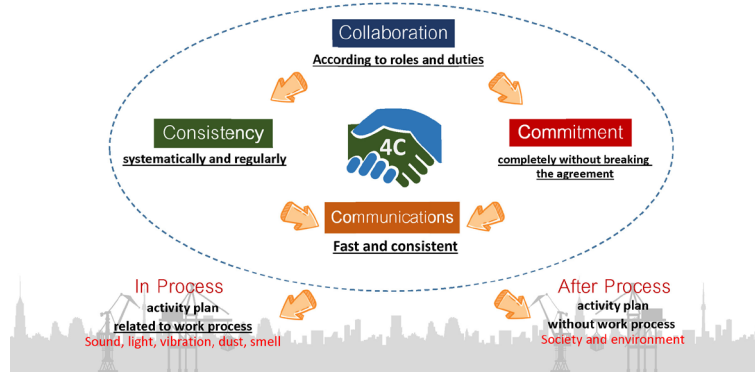 Collaboration
According to roles and duties
Consistency
systematically and regularly
4C
Commitment
completely without breaking
the agreement
Communications
Fast and consistent
In Process
activity plan
related to work process
Sound, light, vibration, dust, smell
After Process
activity plan
without work process
Society and environment